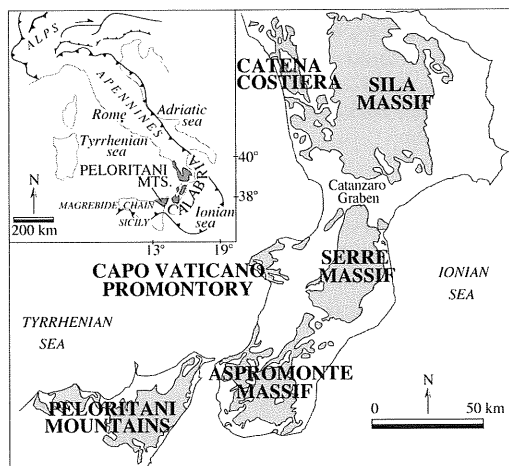 ALPS
APENNINES
Rome
Adriatic
sea
Tyrrhenian
sea
PELORITANI
MTS.
CALABRIA
MAGREBIDE CHAIN
SICILY
Ionian
sea
40°
38°
13°
19°
N
200 km
CATENA
COSTIERA
SILA
MASSIF
Catanzaro
Graben
CAPO VATICANO
PROMONTORY
SERRE
MASSIF
IONIAN
SEA
TYRRHENIAN
SEA
ASPROMONTE
MASSIF
PELORITANI
MOUNTAINS
N
0 50 km